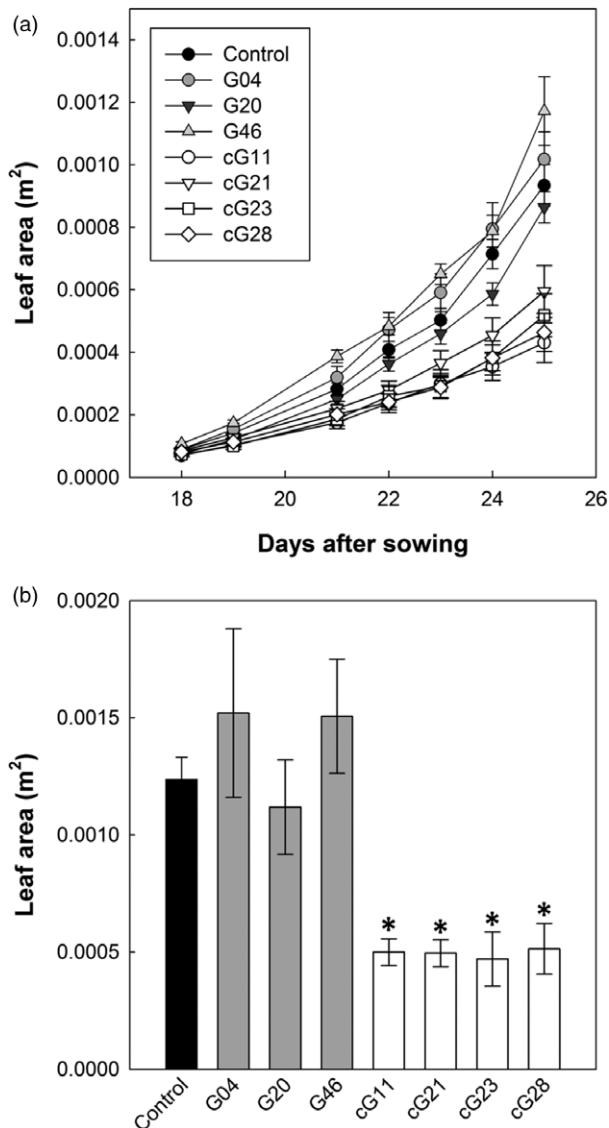 (a)
0.0014
0.0012
0.0010
0.0008
0.0006
0.0004
0.0002
0.0000
Leaf area (m²)
Control
G04
G20
G46
cG11
cG21
cG23
cG28
18 20 22 24 26
Days after sowing
(b)
0.0020
0.0015
0.0010
0.0005
0.0000
Leaf area (m²)
* * * *
Control G04 G20 G46 cG11 cG21 cG23 cG28